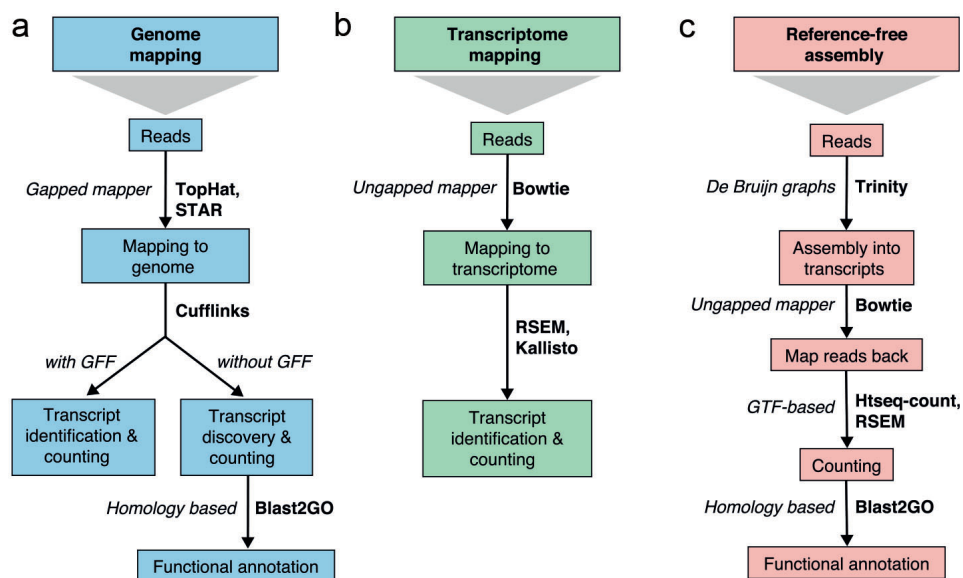 a
Genome
mapping
Reads
Gapped mapper
TopHat,
STAR
Mapping to
genome
Cufflinks
with GFF
without GFF
Transcript
identification &
counting
Transcript
discovery &
counting
Homology based
Blast2GO
Functional annotation
b
Transcriptome
mapping
Reads
Ungapped mapper
Bowtie
Mapping to
transcriptome
RSEM,
Kallisto
Transcript
identification &
counting
c
Reference-free
assembly
Reads
De Bruijn graphs
Trinity
Assembly into
transcripts
Ungapped mapper
Bowtie
Map reads back
GTF-based
Htseq-count,
RSEM
Counting
Homology based
Blast2GO
Functional annotation